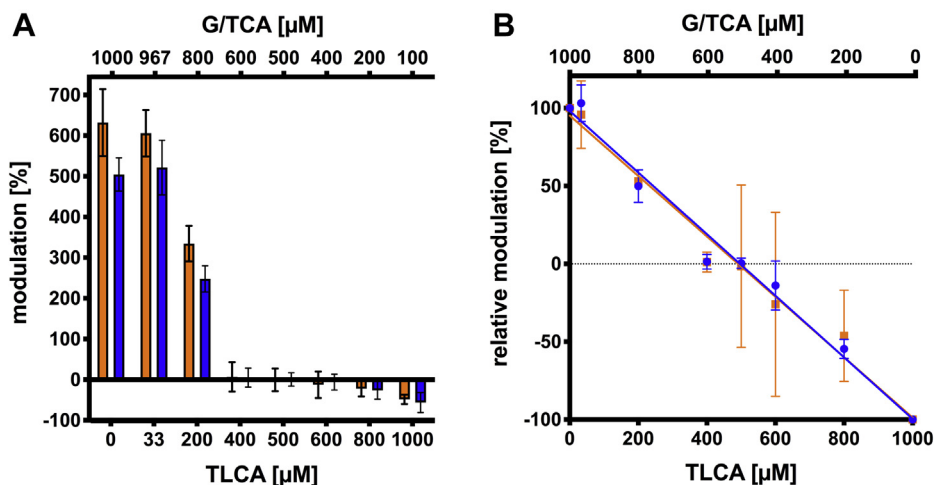 A
G/TCA [µM]
1000 967 800 600 500 400 200 100
modulation [%]
700
600
500
400
300
200
100
0
-100
0 33 200 400 500 600 800 1000
TLCA [µM]
B
G/TCA [µM]
1000 800 600 400 200 0
relative modulation [%]
100
50
0
-50
-100
0 200 400 600 800 1000
TLCA [µM]